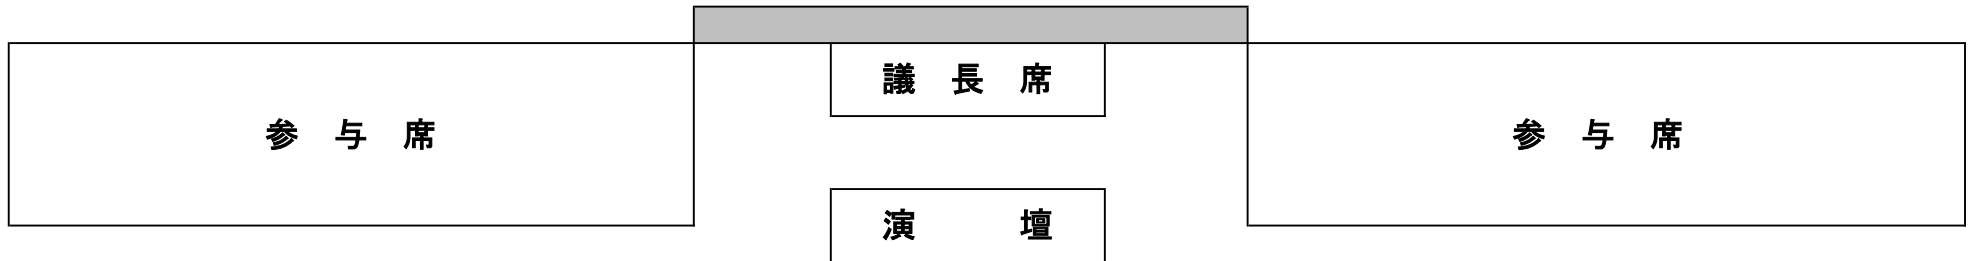 議 長 席
参 与 席
参 与 席
演 壇